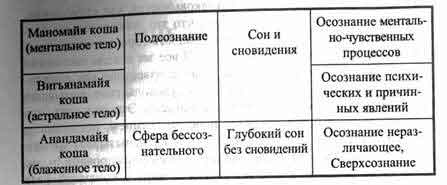 Маномайя коша
(ментальное тело)
Подсознание
Сон и
сновидения
Осознание менталь-
но-чувственных
процессов
Вигьянамайя
коша
(астральное тело)
Осознание психи-
ческих и причин-
ных явлений
Анандамайя
коша
(блаженное тело)
Сфера бессоз-
нательного
Глубокий сон
без сновидений
Осознание нераз-
личающее,
Сверхсознание